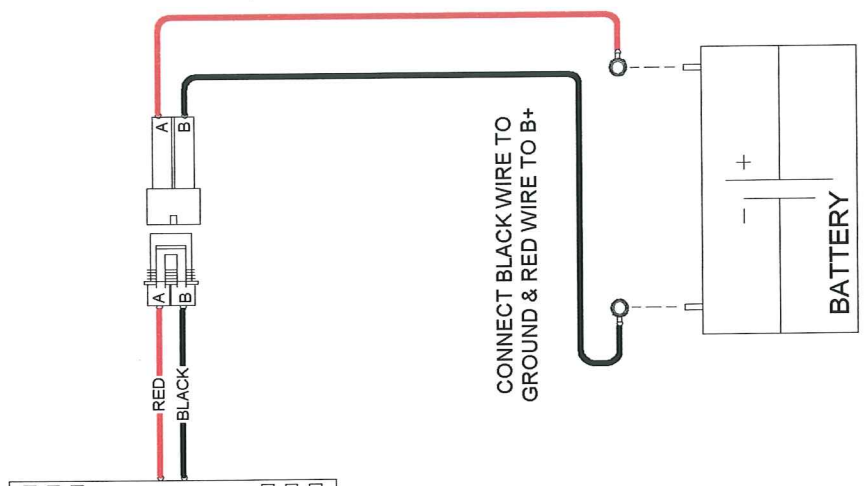 A
B
A
B
RED
BLACK
CONNECT BLACK WIRE TO
GROUND & RED WIRE TO B+
+
-
BATTERY